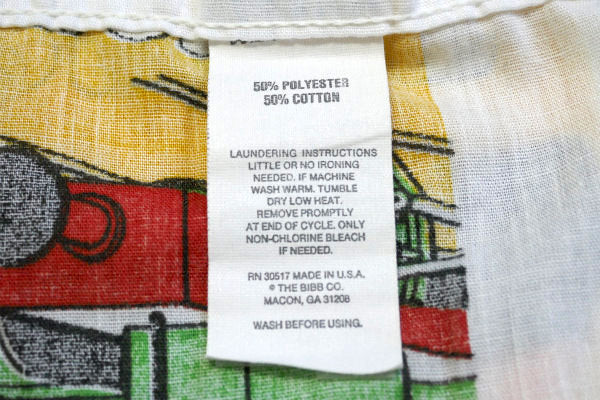 50% POLYESTER
50% COTTON
LAUNDERING INSTRUCTIONS
LITTLE OR NO IRONING
NEEDED. IF MACHINE
WASH WARM. TUMBLE
DRY LOW HEAT.
REMOVE PROMPTLY
AT END OF CYCLE. ONLY
NON-CHLORINE BLEACH
IF NEEDED.
RN 30517 MADE IN U.S.A.
© THE BIBB CO.
MACON, GA 31208
WASH BEFORE USING.